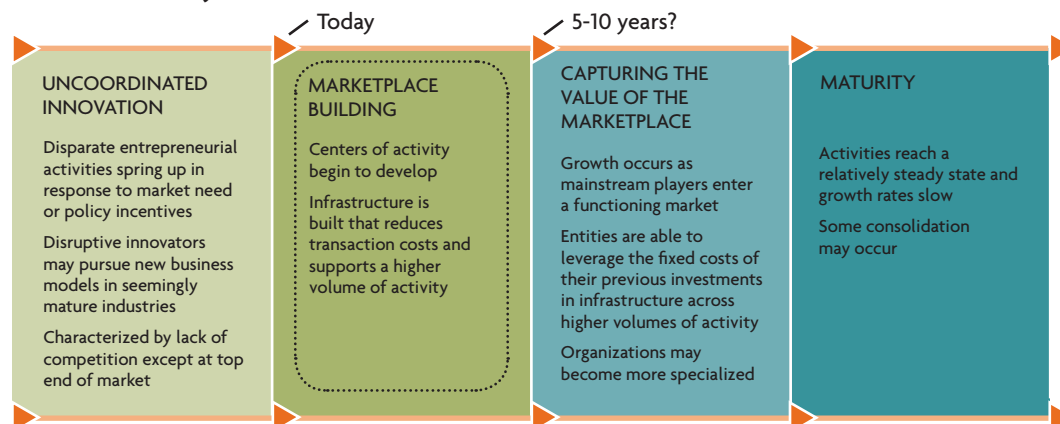 Today
5-10 years?
UNCOORDINATED
INNOVATION
Disparate entrepreneurial
activities spring up in
response to market need
or policy incentives
Disruptive innovators
may pursue new business
models in seemingly
mature industries
Characterized by lack of
competition except at top
end of market
MARKETPLACE
BUILDING
Centers of activity
begin to develop
Infrastructure is
built that reduces
transaction costs and
supports a higher
volume of activity
CAPTURING THE
VALUE OF THE
MARKETPLACE
Growth occurs as
mainstream players enter
a functioning market
Entities are able to
leverage the fixed costs of
their previous investments
in infrastructure across
higher volumes of activity
Organizations may
become more specialized
MATURITY
Activities reach a
relatively steady state and
growth rates slow
Some consolidation
may occur